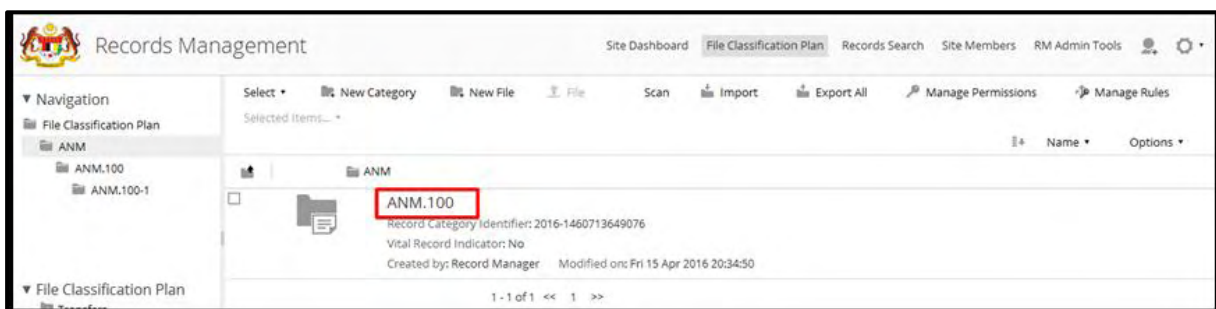 Records Management
Site Dashboard File Classification Plan Records Search Site Members RM Admin Tools
Navigation
File Classification Plan
ANM
ANM.100
ANM.100-1
File Classification Plan
Transfers
Select New Category New File File Scan Import Export All Manage Permissions Manage Rules
Selected Items...
Name Options
ANM
ANM.100
Record Category Identifier: 2016-1460713649076
Vital Record Indicator: No
Created by: Record Manager Modified on: Fri 15 Apr 2016 20:34:50
1 - 1 of 1 << 1 >>